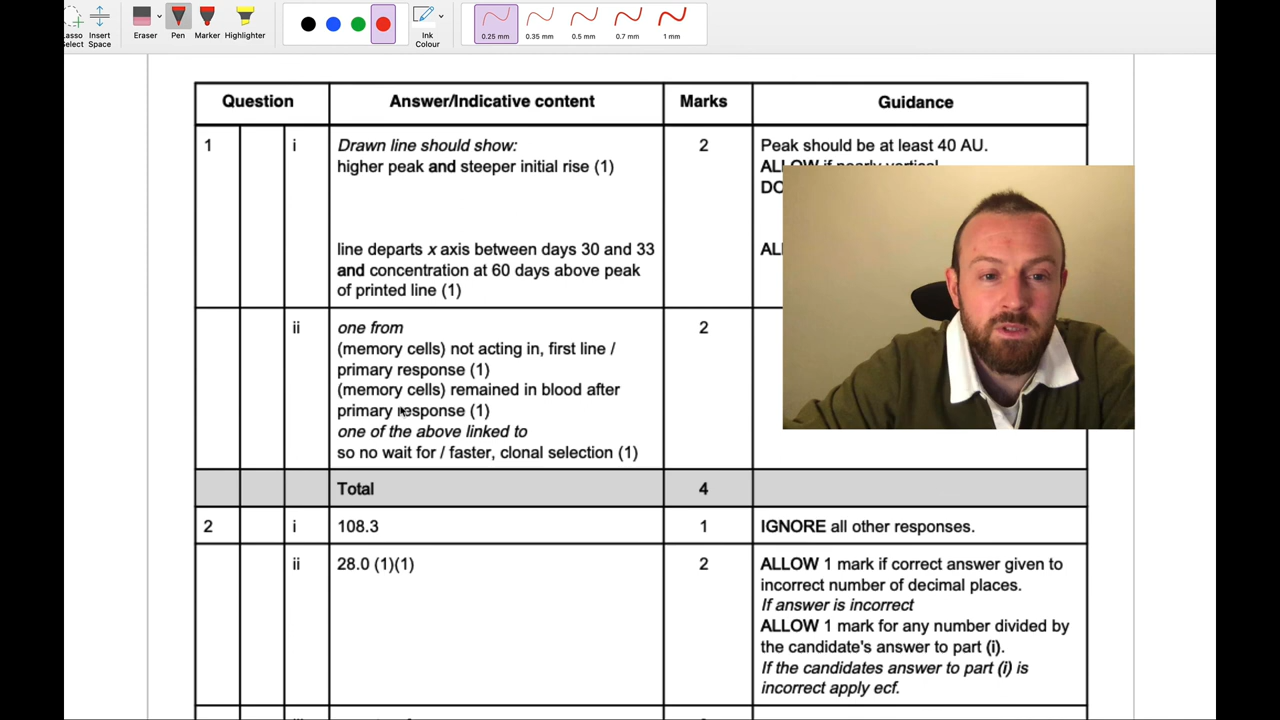 Lasso
Select
Insert
Space
Eraser
Pen
Marker
Highlighter
Ink
Colour
0.25 mm
0.35 mm
0.5 mm
0.7 mm
1 mm
Question
Answer/Indicative content
Marks
Guidance
1
i
Drawn line should show:
higher peak and steeper initial rise (1)
line departs x axis between days 30 and 33
and concentration at 60 days above peak
of printed line (1)
2
Peak should be at least 40 AU.
ALLOW if nearly vertical
ii
one from
(memory cells) not acting in, first line /
primary response (1)
(memory cells) remained in blood after
primary response (1)
one of the above linked to
so no wait for / faster, clonal selection (1)
2
Total
4
2
i
108.3
1
IGNORE all other responses.
ii
28.0 (1)(1)
2
ALLOW 1 mark if correct answer given to
incorrect number of decimal places.
If answer is incorrect
ALLOW 1 mark for any number divided by
the candidate's answer to part (i).
If the candidates answer to part (i) is
incorrect apply ecf.